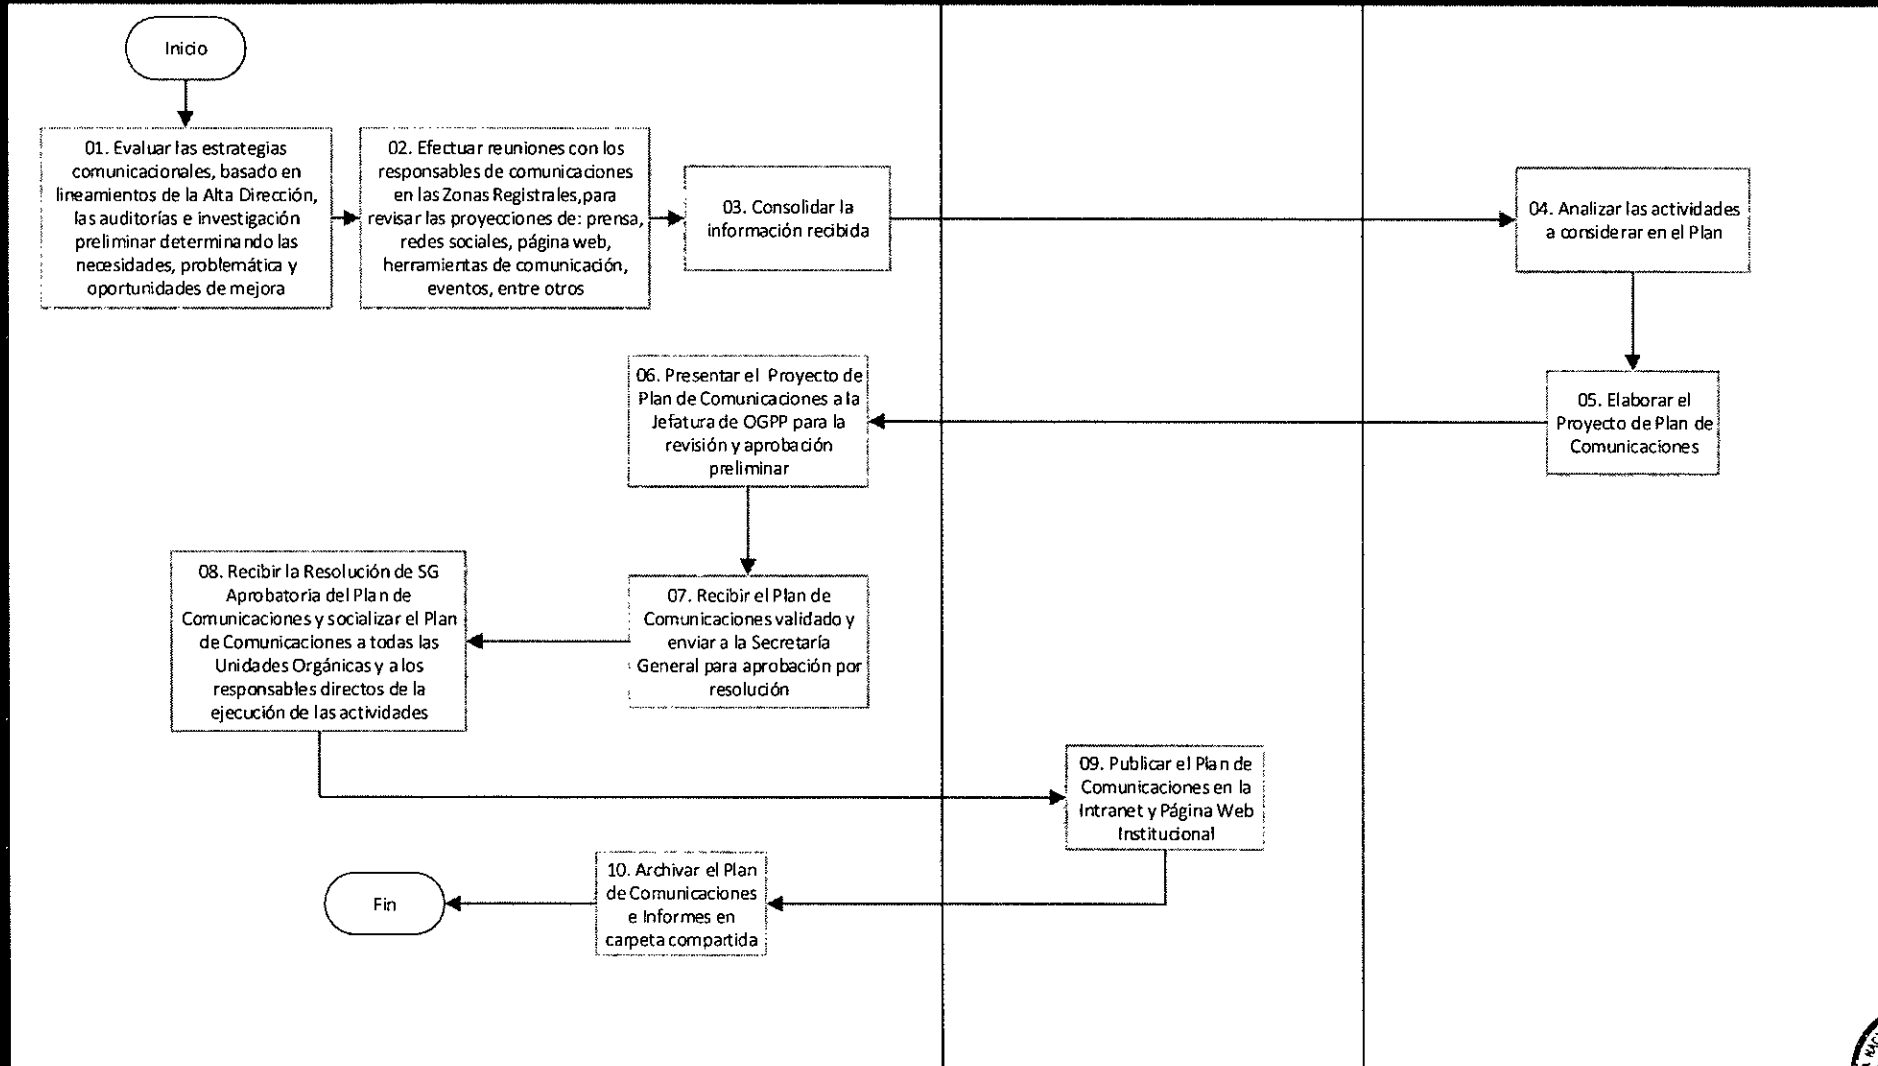 Inicio
01. Evaluar las estrategias
comunicacionales, basado en
lineamientos de la Alta Dirección,
las auditorías e investigación
preliminar determinando las
necesidades, problemática y
oportunidades de mejora
02. Efectuar reuniones con los
responsables de comunicaciones
en las Zonas Registrales,para
revisar las proyecciones de: prensa,
redes sociales, página web,
herramientas de comunicación,
eventos, entre otros
03. Consolidar la
información recibida
04. Analizar las actividades
a considerar en el Plan
05. Elaborar el
Proyecto de Plan de
Comunicaciones
06. Presentar el Proyecto de
Plan de Comunicaciones a la
Jefatura de OGPP para la
revisión y aprobación
preliminar
07. Recibir el Plan de
Comunicaciones validado y
enviar a la Secretaría
General para aprobación por
resolución
08. Recibir la Resolución de SG
Aprobatoria del Plan de
Comunicaciones y socializar el Plan
de Comunicaciones a todas las
Unidades Orgánicas y a los
responsables directos de la
ejecución de las actividades
09. Publicar el Plan de
Comunicaciones en la
Intranet y Página Web
Institucional
10. Archivar el Plan
de Comunicaciones
e Informes en
carpeta compartida
Fin